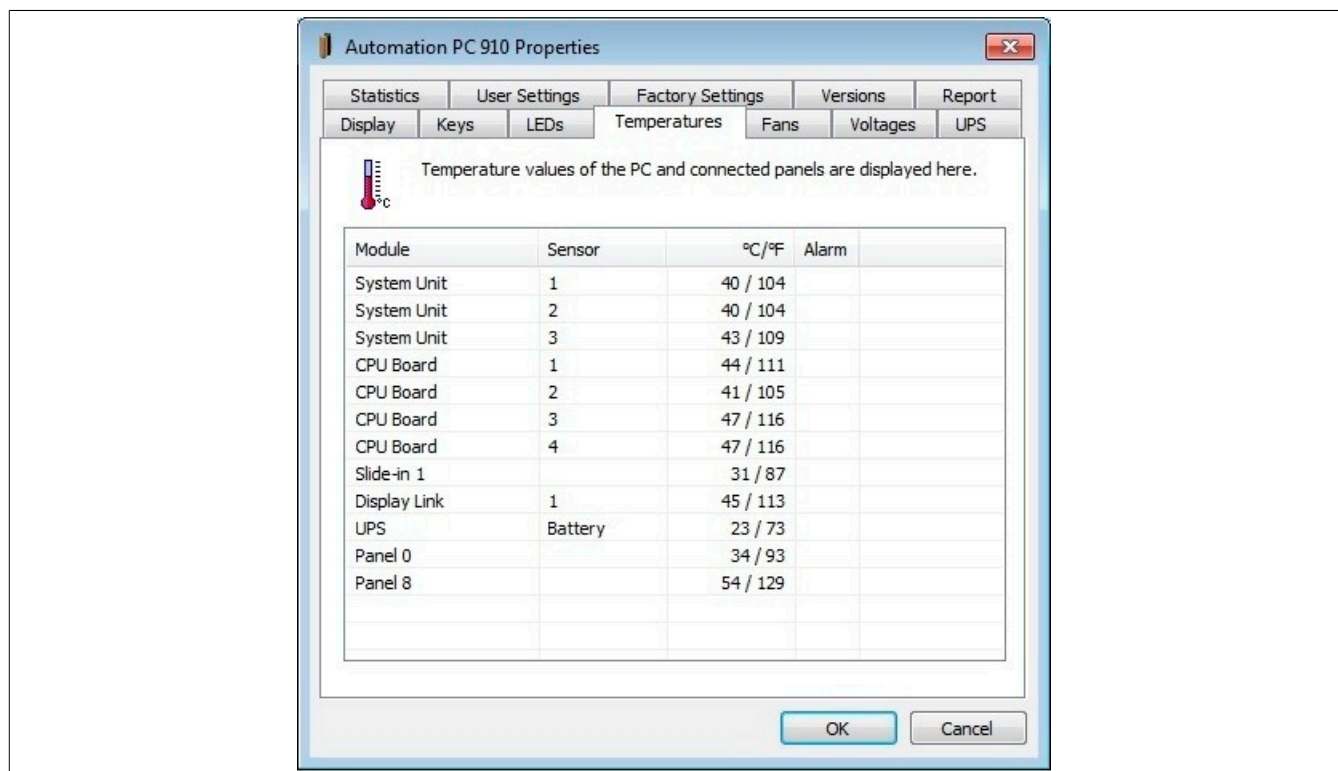 Automation PC 910 Properties
Statistics User Settings Factory Settings Versions Report
Display Keys LEDs Temperatures Fans Voltages UPS
Temperature values of the PC and connected panels are displayed here.
°C
Module Sensor °C/°F Alarm
System Unit 1 40 / 104
System Unit 2 40 / 104
System Unit 3 43 / 109
CPU Board 1 44 / 111
CPU Board 2 41 / 105
CPU Board 3 47 / 116
CPU Board 4 47 / 116
Slide-in 1 31 / 87
Display Link 1 45 / 113
UPS Battery 23 / 73
Panel 0 34 / 93
Panel 8 54 / 129
OK Cancel